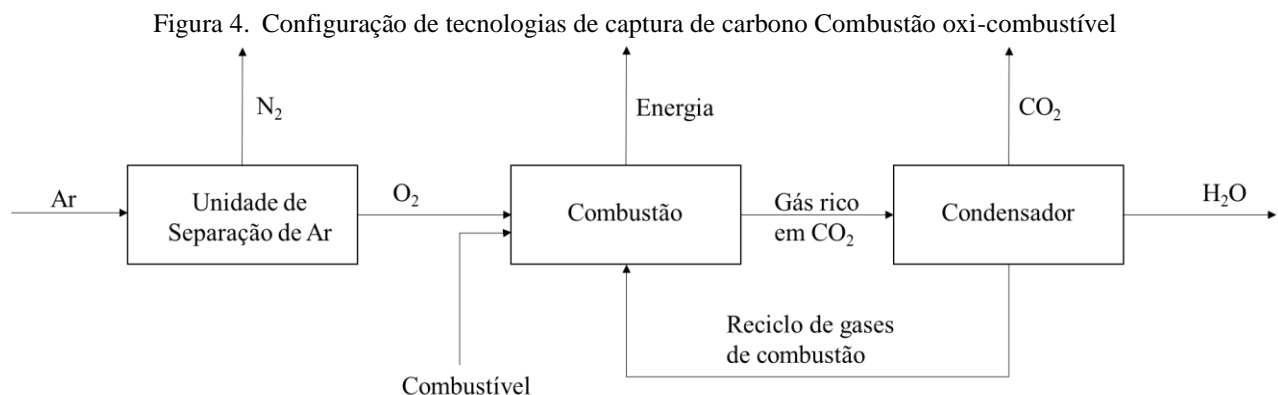 Figura 4. Configuração de tecnologias de captura de carbono Combustão oxi-combustível
N₂
Energia
CO₂
Ar
Unidade de
Separação de Ar
O₂
Combustão
Gás rico
em CO₂
Condensador
H₂O
Reciclo de gases
de combustão
Combustível